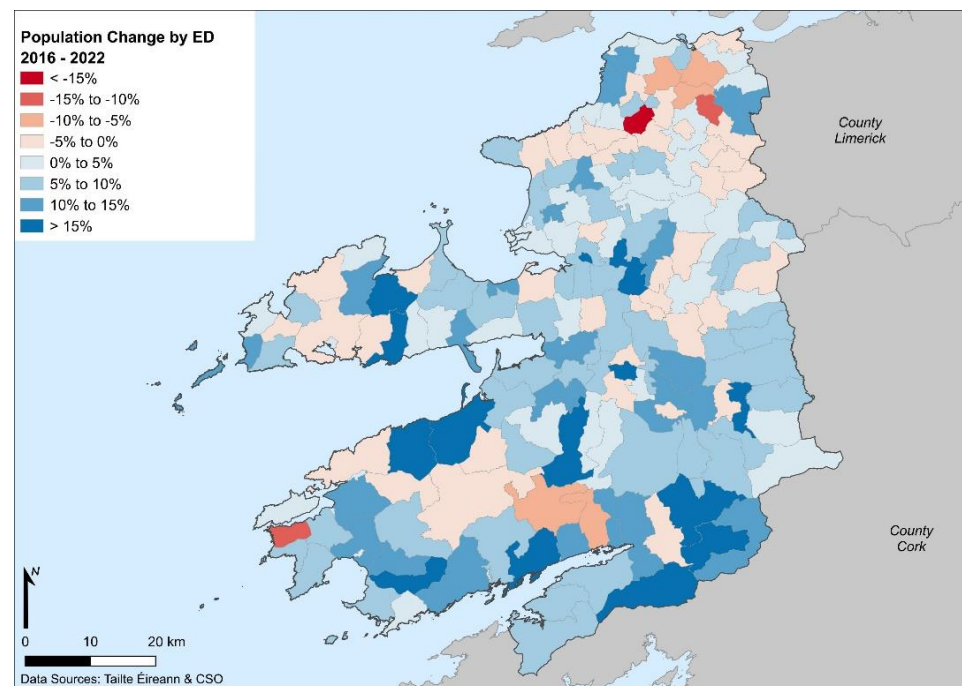 Population Change by ED
2016 - 2022
< -15%
-15% to -10%
-10% to -5%
-5% to 0%
0% to 5%
5% to 10%
10% to 15%
> 15%
County
Limerick
County
Cork
N
0 10 20 km
Data Sources: Tailte Éireann & CSO